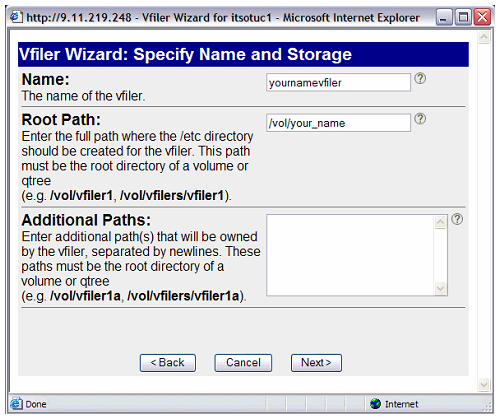 http://9.11.219.248 - Vfiler Wizard for itsotuc1 - Microsoft Internet Explorer
Vfiler Wizard: Specify Name and Storage
Name:
The name of the vfiler.
yournamevfiler
?
Root Path:
Enter the full path where the /etc directory
should be created for the vfiler. This path
must be the root directory of a volume or
qtree
(e.g. /vol/vfiler1, /vol/vfilers/vfiler1).
/vol/your_name
?
Additional Paths:
Enter additional path(s) that will be owned
by the vfiler, separated by newlines. These
paths must be the root directory of a
volume or qtree
(e.g. /vol/vfiler1a, /vol/vfilers/vfiler1a).
?
< Back
Cancel
Next >
Done
Internet